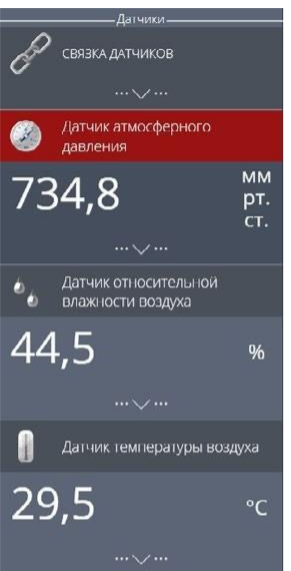 Датчики
СВЯЗКА ДАТЧИКОВ
Датчик атмосферного
давления
734,8
мм
рт.
ст.
Датчик относительной
влажности воздуха
44,5
%
Датчик температуры воздуха
29,5
°C